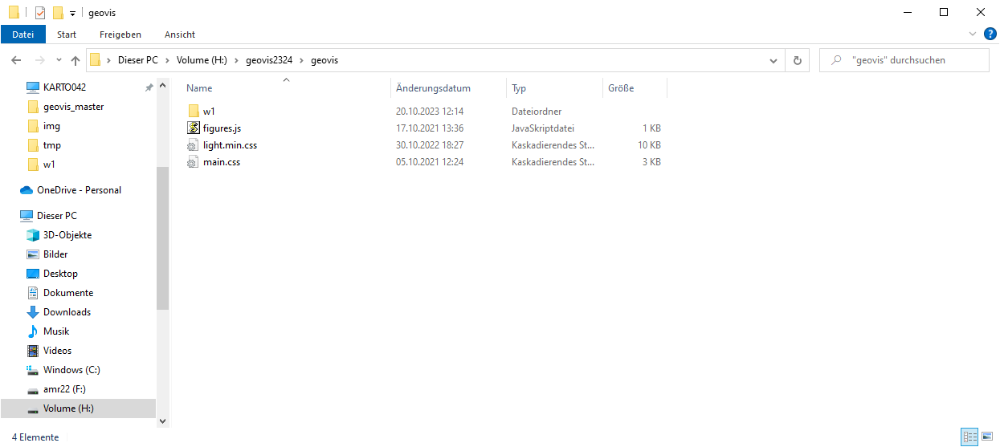 geovis
Datei Start Freigeben Ansicht
Dieser PC Volume (H:) geovis2324 geovis "geovis" durchsuchen
KARTO042
geovis_master
img
tmp
w1
OneDrive - Personal
Dieser PC
3D-Objekte
Bilder
Desktop
Dokumente
Downloads
Musik
Videos
Windows (C:)
amr22 (F:)
Volume (H:)
Name Änderungsdatum Typ Größe
w1 20.10.2023 12:14 Dateiordner
figures.js 17.10.2021 13:36 JavaSkriptdatei 1 KB
light.min.css 30.10.2022 18:27 Kaskadierendes St... 10 KB
main.css 05.10.2021 12:24 Kaskadierendes St... 3 KB
4 Elemente